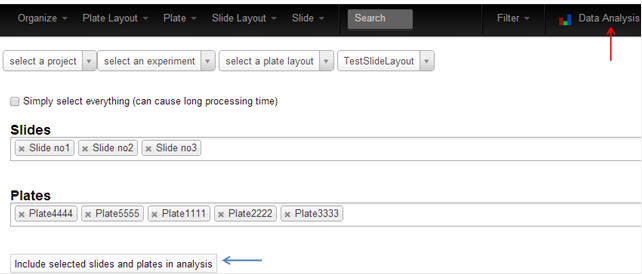 Organize Plate Layout Plate Slide Layout Slide Search Filter Data Analysis
select a project select an experiment select a plate layout TestSlideLayout
Simply select everything (can cause long processing time)
Slides
Slide no1 Slide no2 Slide no3
Plates
Plate4444 Plate5555 Plate1111 Plate2222 Plate3333
Include selected slides and plates in analysis